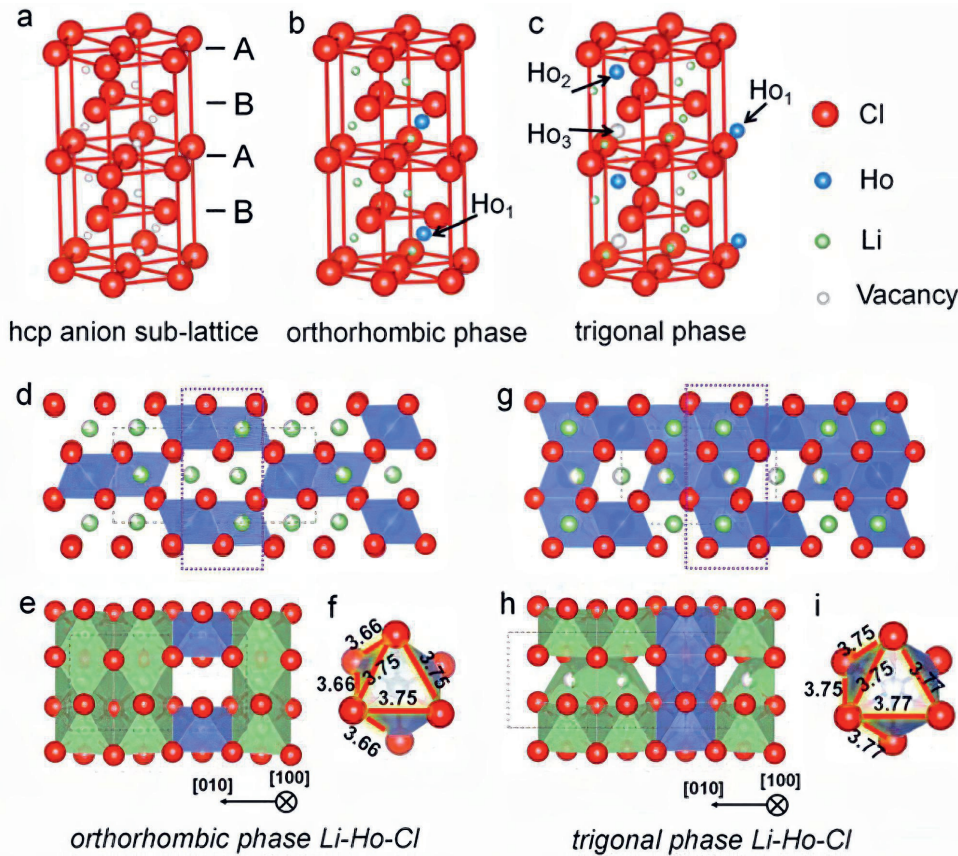 a
A
B
A
B
hcp anion sub-lattice
b
Ho₁
orthorhombic phase
c
Ho₂
Ho₃
Ho₁
trigonal phase
Cl
Ho
Li
Vacancy
d
g
e
f
3.66
3.75
3.75
3.66
3.75
3.66
[010]
[100]
orthorhombic phase Li-Ho-Cl
h
i
3.75
3.75
3.77
3.75
3.77
3.77
[010]
[100]
trigonal phase Li-Ho-Cl